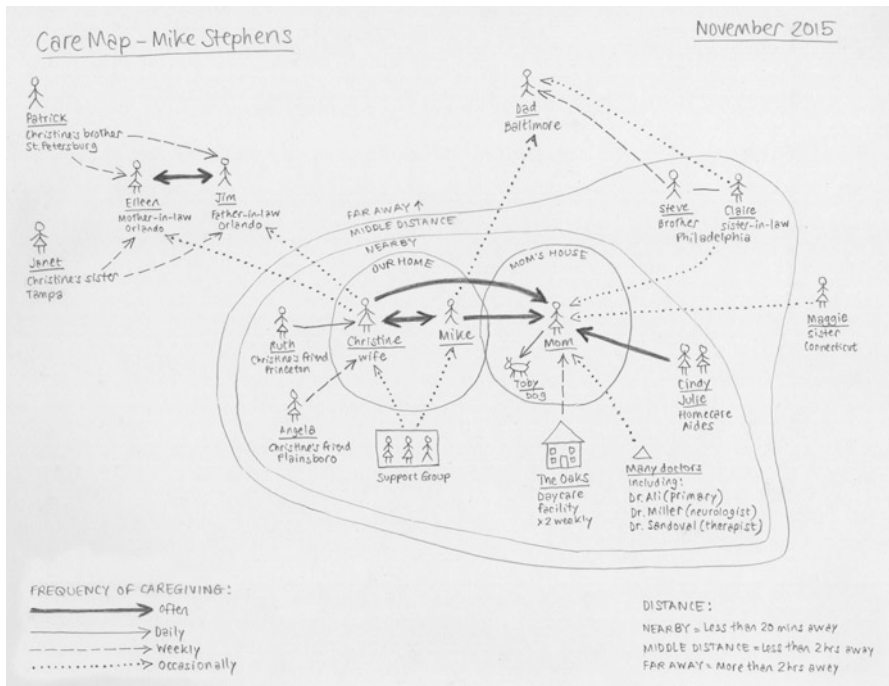 Care Map - Mike Stephens
November 2015
Patrick
Christine's brother
St. Petersburg
Eileen
Mother-in-law
Orlando
Jim
Father-in-law
Orlando
Janet
Christine's sister
Tampa
Dad
Baltimore
Steve
Brother
Claire
sister-in-law
Philadelphia
Maggie
sister
Connecticut
FAR AWAY ↑
MIDDLE DISTANCE
NEARBY
OUR HOME
MOM'S HOUSE
Ruth
Christine's friend
Princeton
Christine
wife
Mike
Mom
Toby
Dog
Cindy
Julie
Homecare
Aides
Angela
Christine's friend
Plainsboro
Support Group
The Oaks
Daycare
facility
x2 weekly
Many doctors
including:
Dr. Ali (primary)
Dr. Miller (neurologist)
Dr. Sandoval (therapist)
FREQUENCY OF CAREGIVING:
Often
Daily
Weekly
Occasionally
DISTANCE:
NEARBY = Less than 20 mins away
MIDDLE DISTANCE = Less than 2 hrs away
FAR AWAY = More than 2 hrs awey